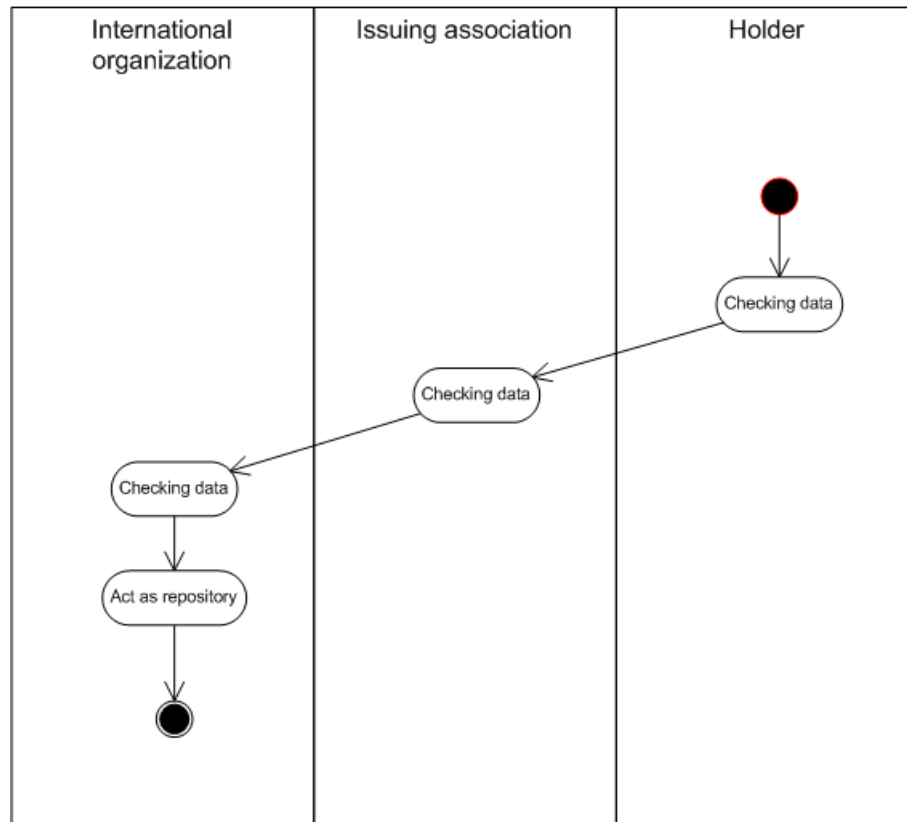 International
organization
Issuing association
Holder
Checking data
Checking data
Checking data
Act as repository